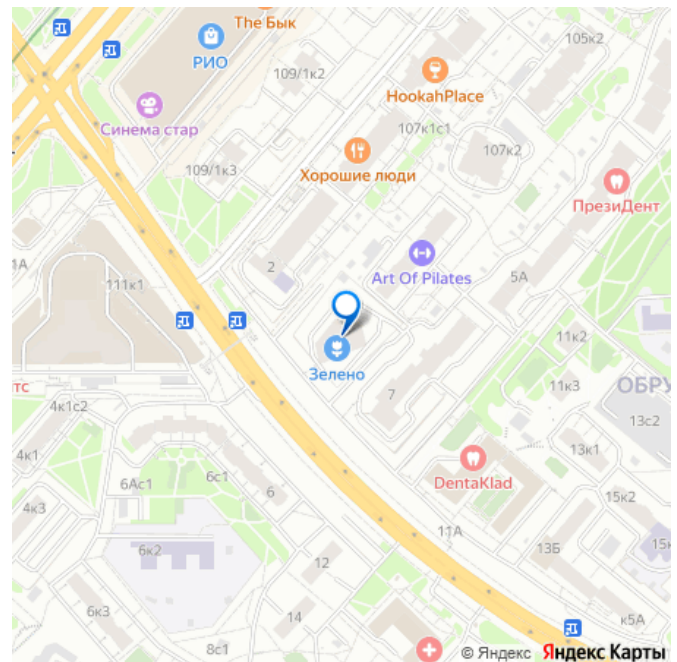 The Бык
РИО
105к2
109/1к2
HookahPlace
Синема стар
107к1с1
107к2
Хорошие люди
109/1к3
ПрезиДент
1А
2
Art Of Pilates
5А
111к1
11к2
Зелено
тс
7
11к3
ОБРУ
4к1с2
13с2
4к1
13к1
6Ас1
6с1
6
DentaKlad
15к2
4к3
11А
13Б
15к
6к2
12
6к3
14
к5А
8с1
© Яндекс Яндекс Карты